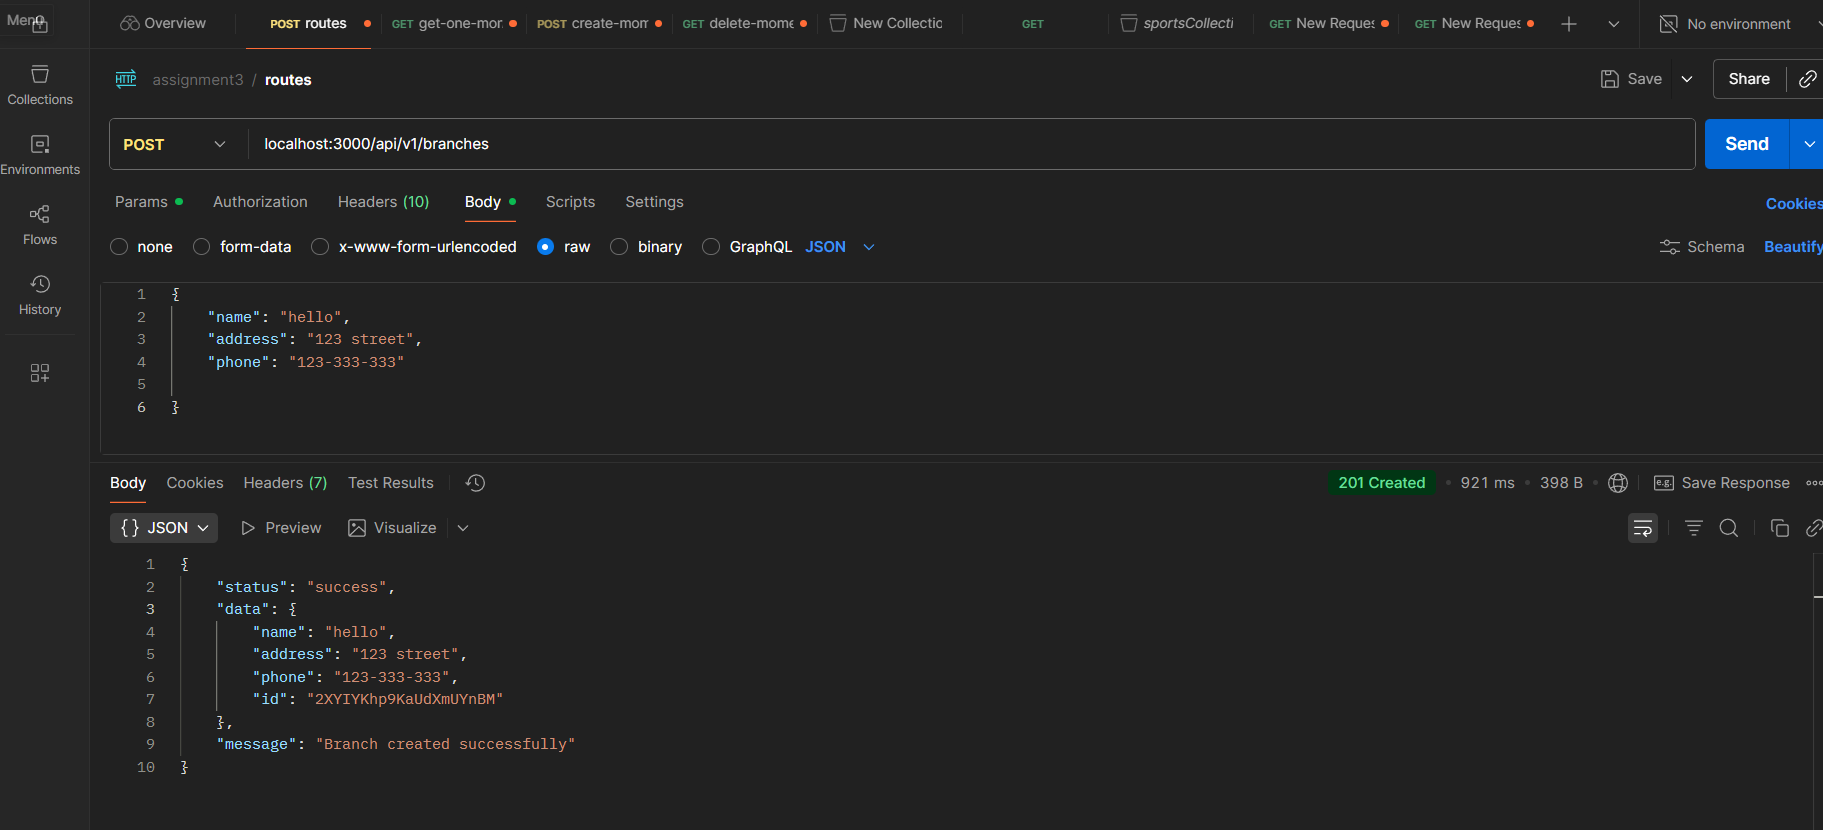 Menu
Overview
POST routes
GET get-one-mor
POST create-mom
GET delete-mome
New Collectic
GET
sportsCollecti
GET New Reques
GET New Reques
No environment
Collections
Environments
Flows
History
HTTP assignment3 / routes
Save
Share
POST localhost:3000/api/v1/branches
Send
Params
Authorization
Headers (10)
Body
Scripts
Settings
Cookies
none form-data x-www-form-urlencoded raw binary GraphQL JSON
Schema
Beautify
1 {
2 "name": "hello",
3 "address": "123 street",
4 "phone": "123-333-333"
5
6 }
Body Cookies Headers (7) Test Results
201 Created • 921 ms • 398 B •
e.g. Save Response
{} JSON Preview Visualize
1 {
2 "status": "success",
3 "data": {
4 "name": "hello",
5 "address": "123 street",
6 "phone": "123-333-333",
7 "id": "2XYIYKhp9KaUdXmUYnBM"
8 },
9 "message": "Branch created successfully"
10 }